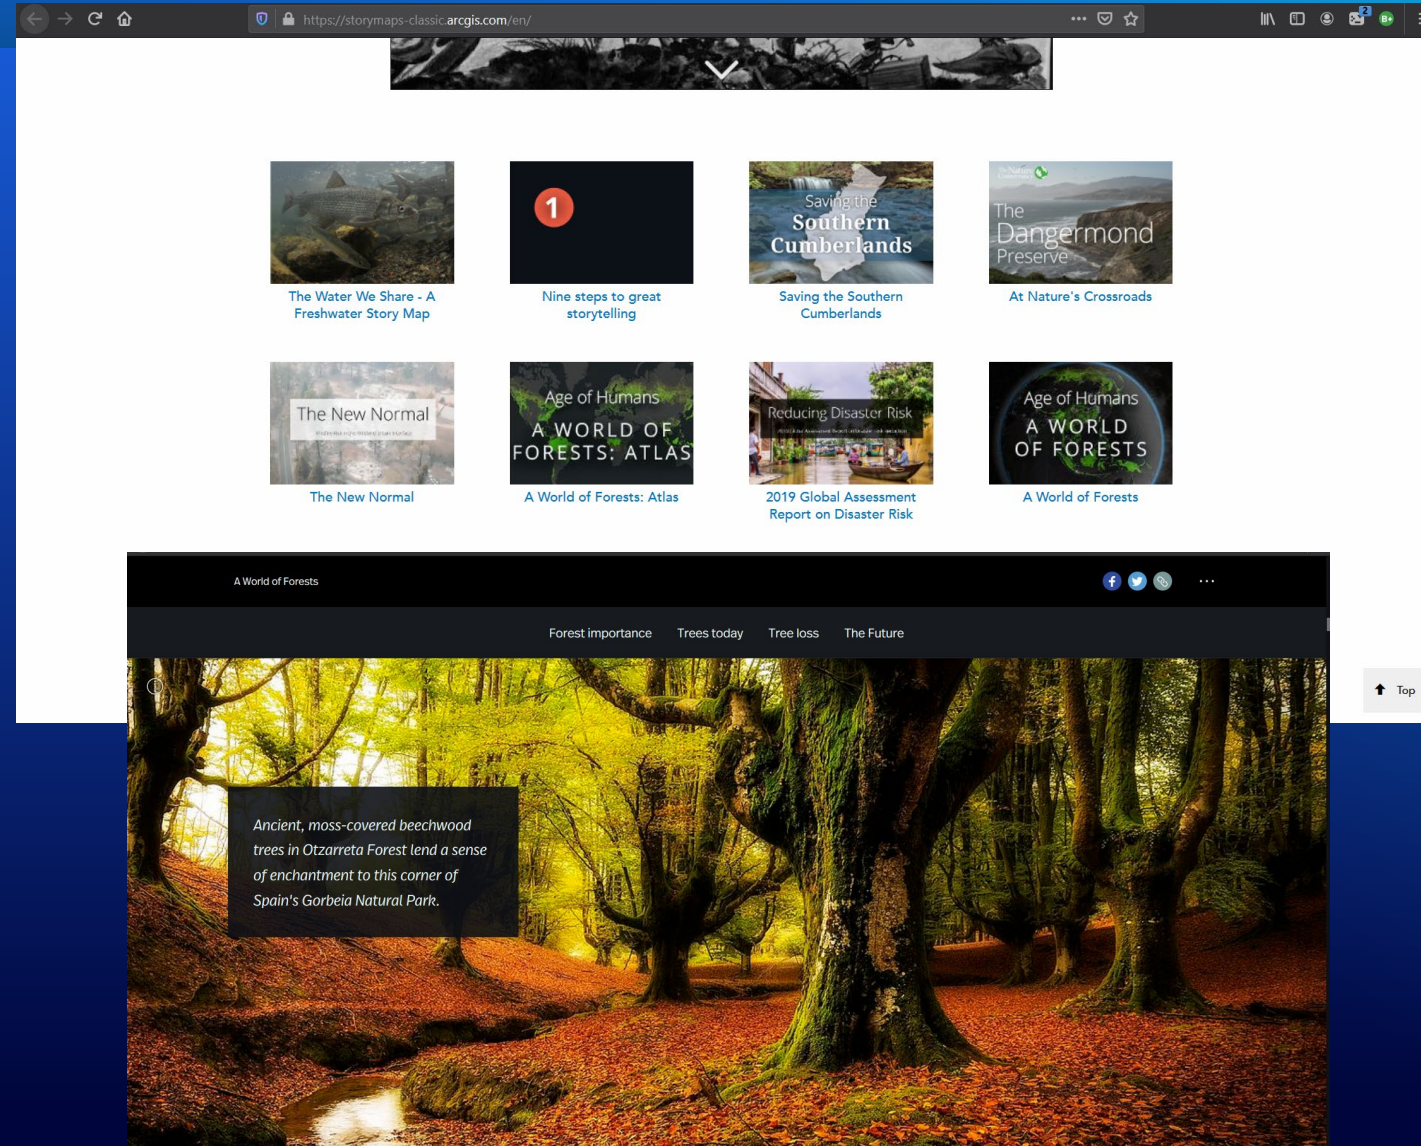 https://storymaps-classic.arcgis.com/en/
2
B+
1
Saving the
Southern
Cumberlands
The Nature
Conservancy
The
Dangermond
Preserve
The Water We Share - A
Freshwater Story Map
Nine steps to great
storytelling
Saving the Southern
Cumberlands
At Nature's Crossroads
The New Normal
Age of Humans
A WORLD OF
FORESTS: ATLAS
Reducing Disaster Risk
Age of Humans
A WORLD
OF FORESTS
The New Normal
A World of Forests: Atlas
2019 Global Assessment
Report on Disaster Risk
A World of Forests
A World of Forests
Forest importance Trees today Tree loss The Future
Top
Ancient, moss-covered beechwood
trees in Otzarreta Forest lend a sense
of enchantment to this corner of
Spain's Gorbeia Natural Park.